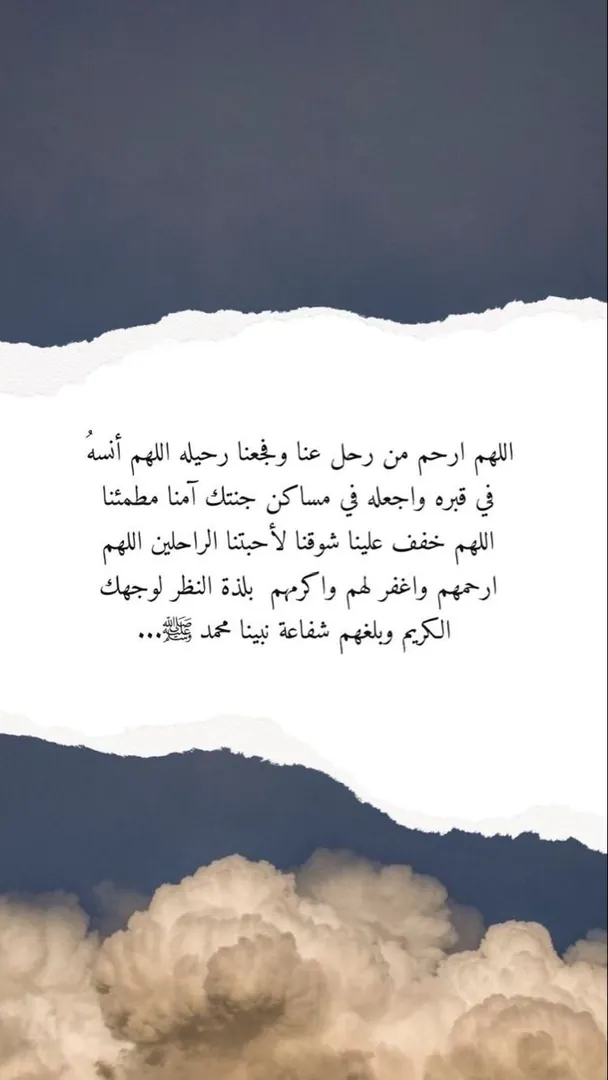 اللهم ارحم من رحل عنا وفجعنا رحيله اللهم أنسهُ
في قبره واجعله في مساكن جنتك آمنا مطمئنا
اللهم خفف علينا شوقنا لأحبتنا الراحلين اللهم
ارحمهم واغفر لهم واكرمهم بلذة النظر لوجهك
الكريم وبلغهم شفاعة نبينا محمد ﷺ...